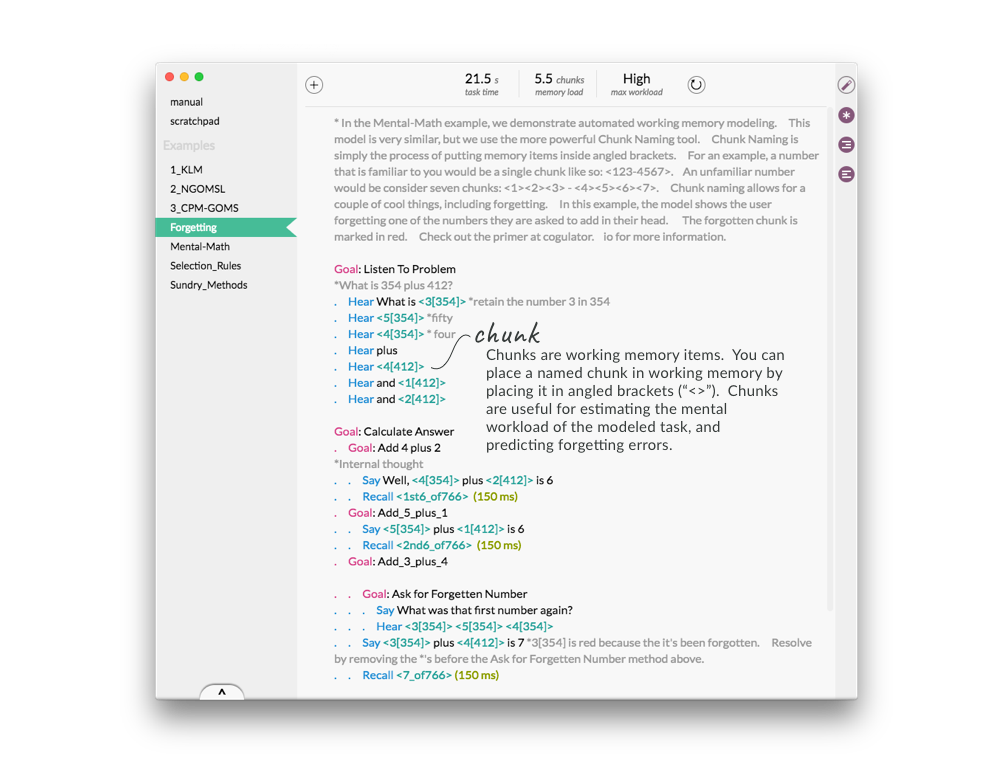 21.5 s
task time
5.5 chunks
memory load
High
max workload
manual
scratchpad
Examples
1_KLM
2_NGOMSL
3_CPM-GOMS
Forgetting
Mental-Math
Selection_Rules
Sundry_Methods
* In the Mental-Math example, we demonstrate automated working memory modeling. This
model is very similar, but we use the more powerful Chunk Naming tool. Chunk Naming is
simply the process of putting memory items inside angled brackets. For an example, a number
that is familiar to you would be a single chunk like so: <123-4567>. An unfamiliar number
would be consider seven chunks: <1><2><3> - <4><5><6><7>. Chunk naming allows for a
couple of cool things, including forgetting. In this example, the model shows the user
forgetting one of the numbers they are asked to add in their head. The forgotten chunk is
marked in red. Check out the primer at cogulator. io for more information.
Goal: Listen To Problem
*What is 354 plus 412?
. Hear What is <3[354]> *retain the number 3 in 354
. Hear <5[354]> *fifty
. Hear <4[354]> * four
. Hear plus
. Hear <4[412]>
. Hear and <1[412]>
. Hear and <2[412]>
chunk
Chunks are working memory items. You can
place a named chunk in working memory by
placing it in angled brackets (“<>”). Chunks
are useful for estimating the mental
workload of the modeled task, and
predicting forgetting errors.
Goal: Calculate Answer
. Goal: Add 4 plus 2
*Internal thought
. . Say Well, <4[354]> plus <2[412]> is 6
. . Recall <1st6_of766> (150 ms)
. Goal: Add_5_plus_1
. . Say <5[354]> plus <1[412]> is 6
. . Recall <2nd6_of766> (150 ms)
. Goal: Add_3_plus_4
. . Goal: Ask for Forgotten Number
. . . Say What was that first number again?
. . . Hear <3[354]> <5[354]> <4[354]>
. . Say <3[354]> plus <4[412]> is 7 *3[354] is red because the it's been forgotten. Resolve
by removing the *'s before the Ask for Forgotten Number method above.
. . Recall <7_of766> (150 ms)